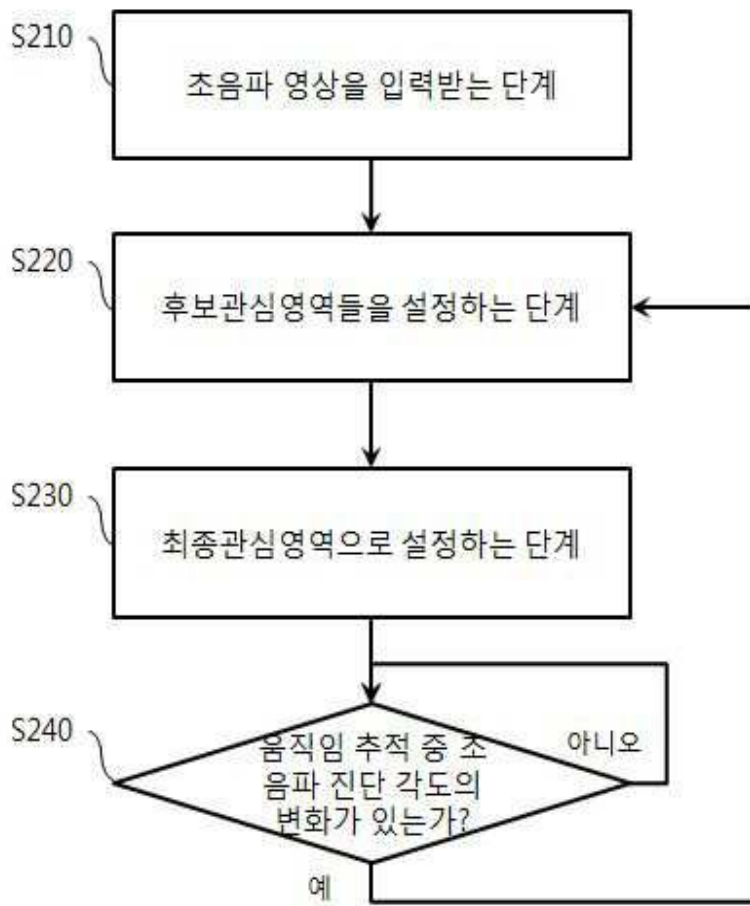 S210
초음파 영상을 입력받는 단계
S220
후보관심영역들을 설정하는 단계
S230
최종관심영역으로 설정하는 단계
S240
움직임 추적 중 초
음파 진단 각도의
변화가 있는가?
아니오
예